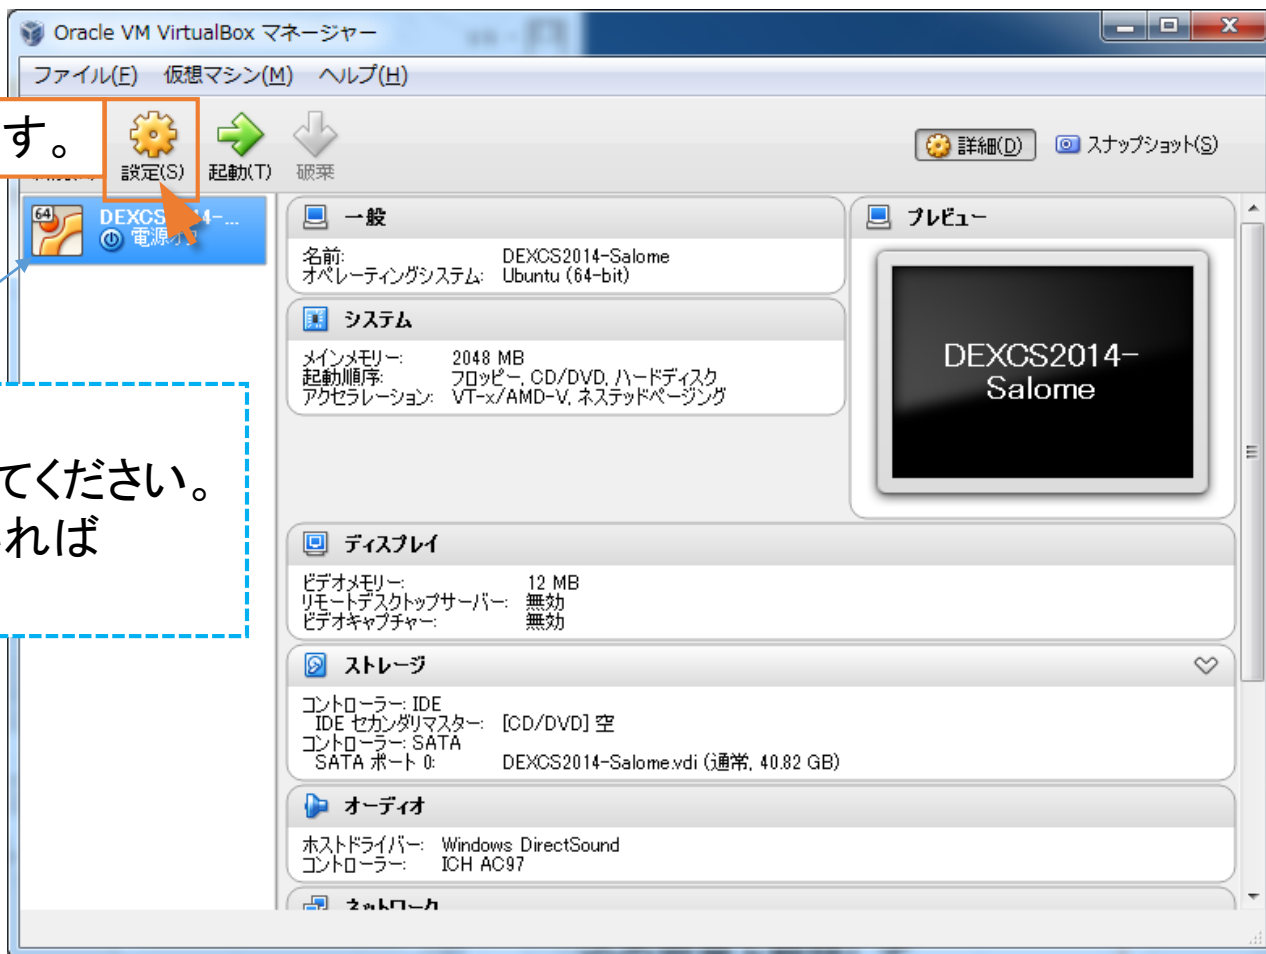 Oracle VM VirtualBox マネージャー
ファイル(F) 仮想マシン(M) ヘルプ(H)
す。
設定(S) 起動(T) 破棄
詳細(D) スナップショット(S)
64
DEXCS2014-...
電源オフ
てください。
れば
一般
名前: DEXCS2014-Salome
オペレーティングシステム: Ubuntu (64-bit)
システム
メインメモリー: 2048 MB
起動順序: フロッピー, CD/DVD, ハードディスク
アクセラレーション: VT-x/AMD-V, ネステッドページング
プレビュー
DEXCS2014-
Salome
ディスプレイ
ビデオメモリー: 12 MB
リモートデスクトップサーバー: 無効
ビデオキャプチャー: 無効
ストレージ
コントローラー: IDE
IDE セカンダリマスター: [CD/DVD] 空
コントローラー: SATA
SATA ポート 0: DEXCS2014-Salome.vdi (通常, 40.82 GB)
オーディオ
ホストドライバー: Windows DirectSound
コントローラー: ICH AC97
ネットワーク